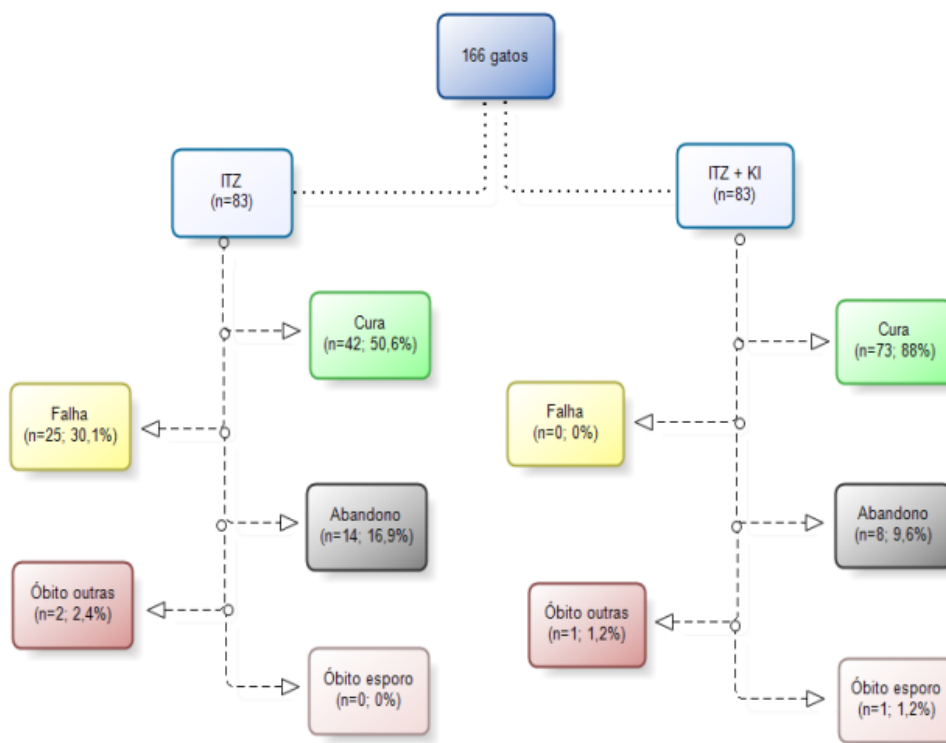 166 gatos
ITZ
(n=83)
ITZ + KI
(n=83)
Cura
(n=42; 50,6%)
Cura
(n=73; 88%)
Falha
(n=25; 30,1%)
Falha
(n=0; 0%)
Abandono
(n=14; 16,9%)
Abandono
(n=8; 9,6%)
Óbito outras
(n=2; 2,4%)
Óbito outras
(n=1; 1,2%)
Óbito esporo
(n=0; 0%)
Óbito esporo
(n=1; 1,2%)